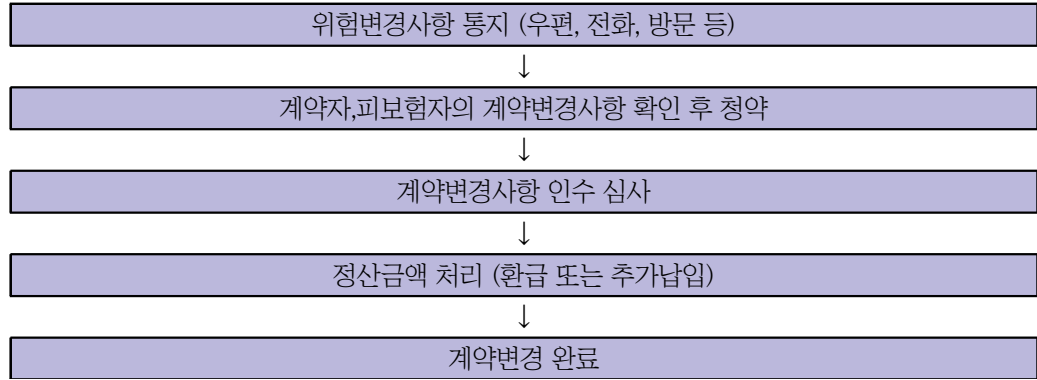 위험변경사항 통지 (우편, 전화, 방문 등)
↓
계약자,피보험자의 계약변경사항 확인 후 청약
↓
계약변경사항 인수 심사
↓
정산금액 처리 (환급 또는 추가납입)
↓
계약변경 완료